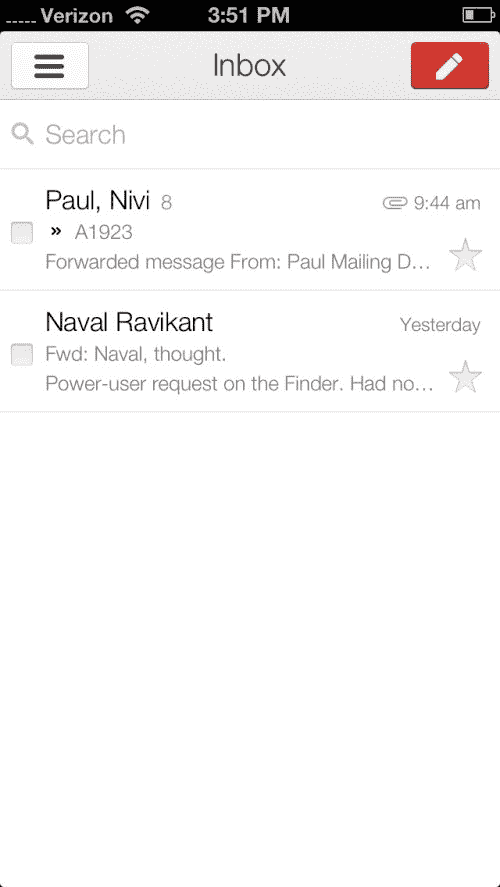 Verizon 3:51 PM
Inbox
Search
Paul, Nivi 8 9:44 am
» A1923
Forwarded message From: Paul Mailing D...
Naval Ravikant Yesterday
Fwd: Naval, thought.
Power-user request on the Finder. Had no...